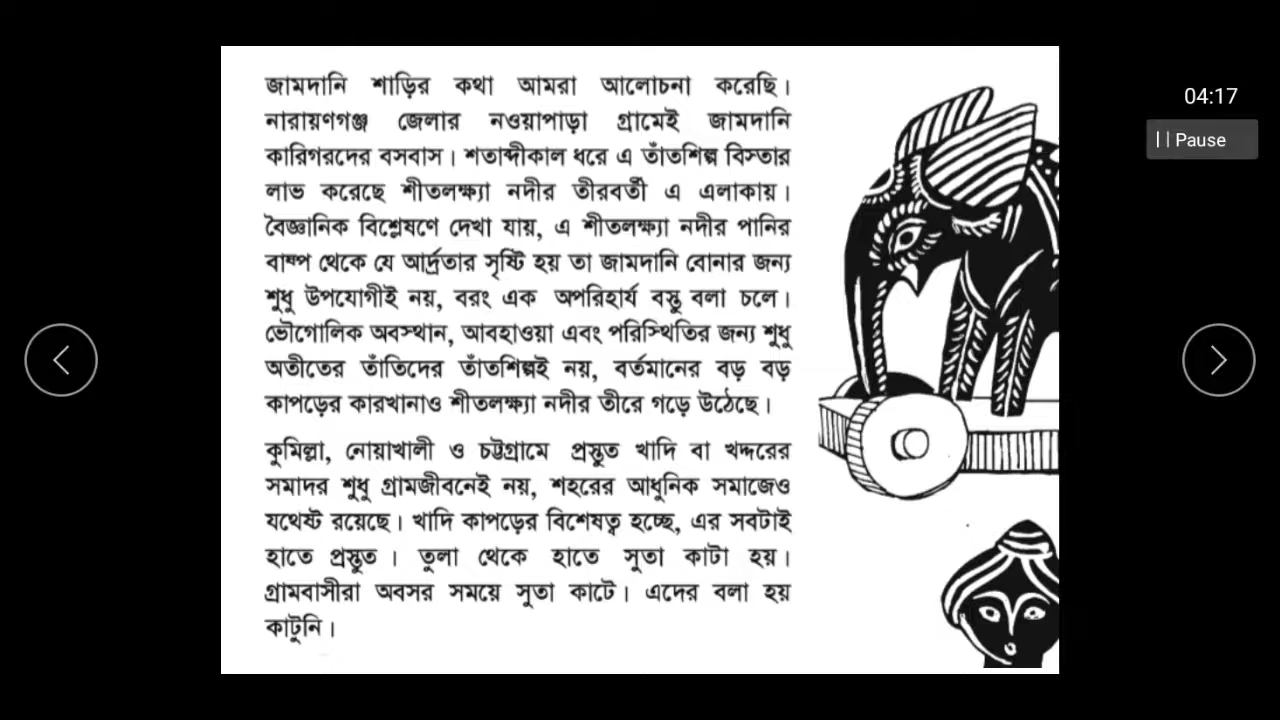 জামদানি শাড়ির কথা আমরা আলোচনা করেছি।
নারায়ণগঞ্জ জেলার নওয়াপাড়া গ্রামেই জামদানি
কারিগরদের বসবাস। শতাব্দীকাল ধরে এ তাঁতশিল্প বিস্তার
লাভ করেছে শীতলক্ষ্যা নদীর তীরবর্তী এ এলাকায়।
বৈজ্ঞানিক বিশ্লেষণে দেখা যায়, এ শীতলক্ষ্যা নদীর পানির
বাষ্প থেকে যে আর্দ্রতার সৃষ্টি হয় তা জামদানি বোনার জন্য
শুধু উপযোগীই নয়, বরং এক অপরিহার্য বস্তু বলা চলে।
ভৌগোলিক অবস্থান, আবহাওয়া এবং পরিস্থিতির জন্য শুধু
অতীতের তাঁতিদের তাঁতশিল্পই নয়, বর্তমানের বড় বড়
কাপড়ের কারখানাও শীতলক্ষ্যা নদীর তীরে গড়ে উঠেছে।
কুমিল্লা, নোয়াখালী ও চট্টগ্রামে প্রস্তুত খাদি বা খদ্দরের
সমাদর শুধু গ্রামজীবনেই নয়, শহরের আধুনিক সমাজেও
যথেষ্ট রয়েছে। খাদি কাপড়ের বিশেষত্ব হচ্ছে, এর সবটাই
হাতে প্রস্তুত। তুলা থেকে হাতে সুতা কাটা হয়।
গ্রামবাসীরা অবসর সময়ে সুতা কাটে। এদের বলা হয়
কাটুনি।
04:17
Pause